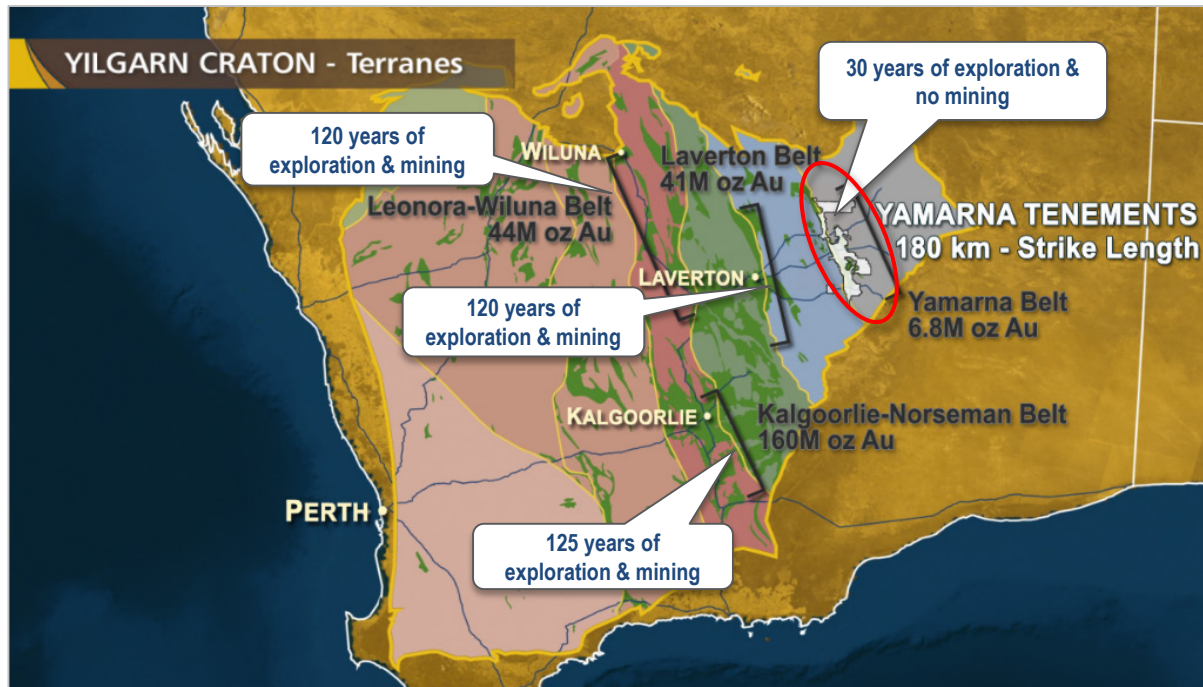 YILGARN CRATON - Terranes
30 years of exploration &
no mining
120 years of
exploration & mining
WILUNA
Laverton Belt
41M oz Au
Leonora-Wiluna Belt
44M oz Au
YAMARNA TENEMENTS
180 km - Strike Length
LAVERTON
120 years of
exploration & mining
Yamarna Belt
6.8M oz Au
KALGOORLIE
Kalgoorlie-Norseman Belt
160M oz Au
PERTH
125 years of
exploration & mining